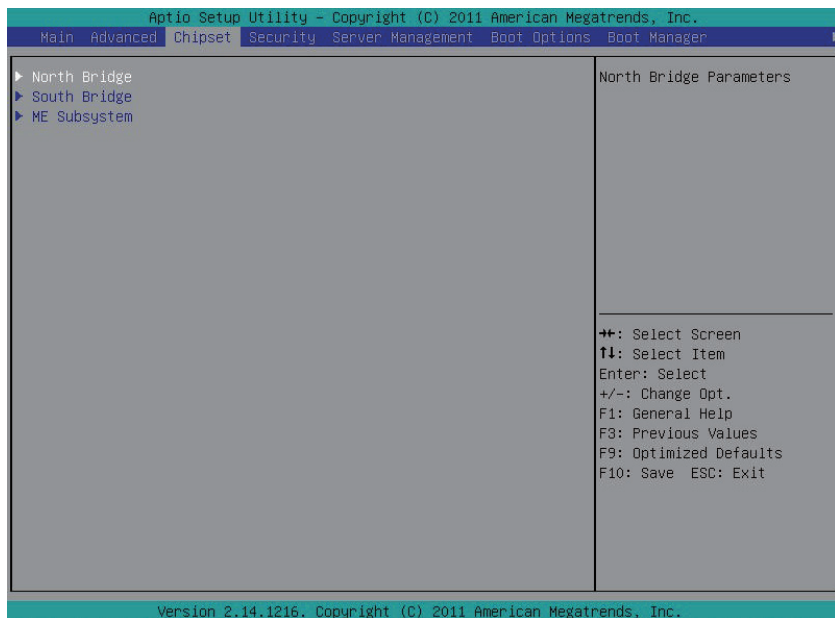 Aptio Setup Utility – Copyright (C) 2011 American Megatrends, Inc.
Main Advanced Chipset Security Server Management Boot Options Boot Manager
North Bridge
South Bridge
ME Subsystem
North Bridge Parameters
→←: Select Screen
↑↓: Select Item
Enter: Select
+/-: Change Opt.
F1: General Help
F3: Previous Values
F9: Optimized Defaults
F10: Save ESC: Exit
Version 2.14.1216. Copyright (C) 2011 American Megatrends, Inc.